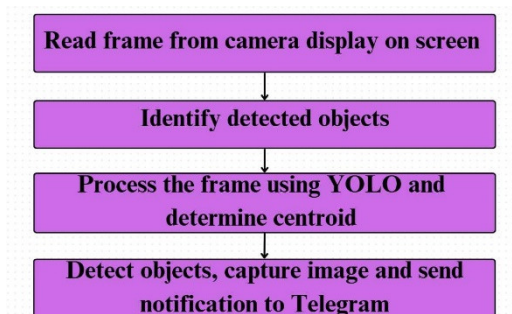 Read frame from camera display on screen
Identify detected objects
Process the frame using YOLO and
determine centroid
Detect objects, capture image and send
notification to Telegram